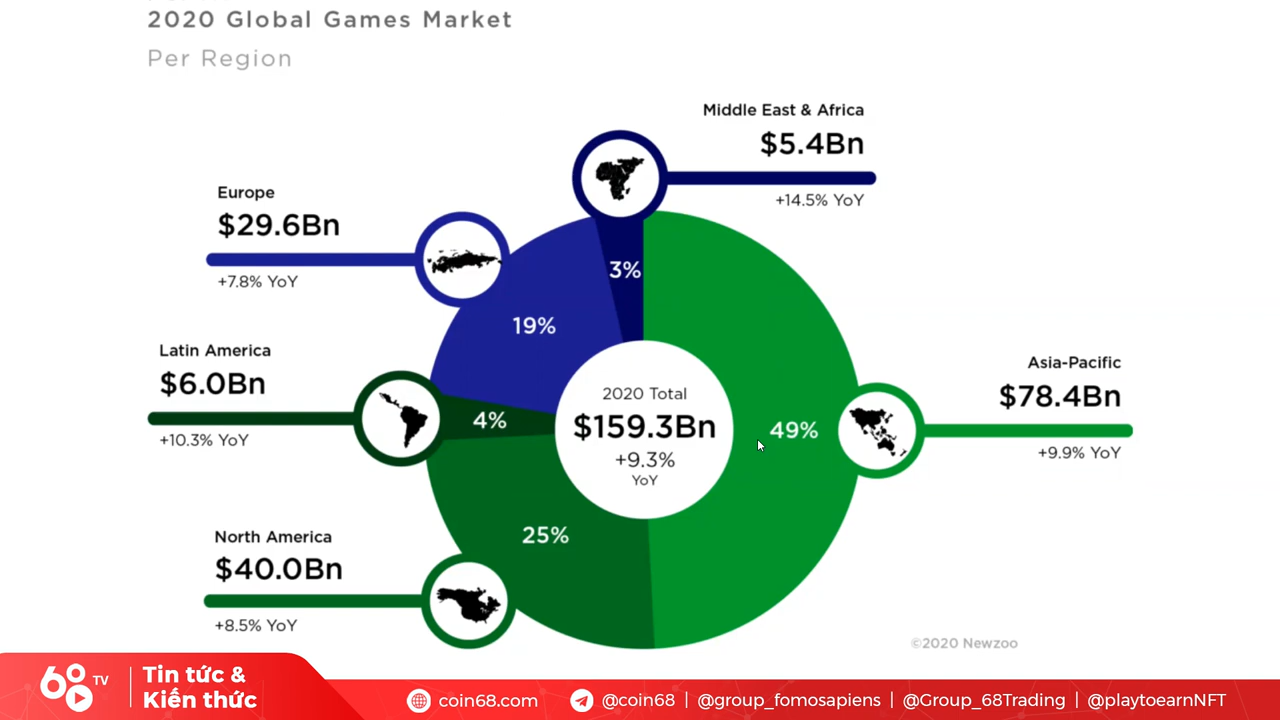 2020 Global Games Market
Per Region
Middle East & Africa
$5.4Bn
+14.5% YoY
Europe
$29.6Bn
+7.8% YoY
3%
19%
Latin America
$6.0Bn
+10.3% YoY
4%
2020 Total
$159.3Bn
+9.3%
YoY
49%
Asia-Pacific
$78.4Bn
+9.9% YoY
North America
$40.0Bn
+8.5% YoY
25%
©2020 Newzoo
68 TV
Tin tức &
Kiến thức
coin68.com
@coin68 | @group_fomosapiens | @Group_68Trading | @playtoearnNFT